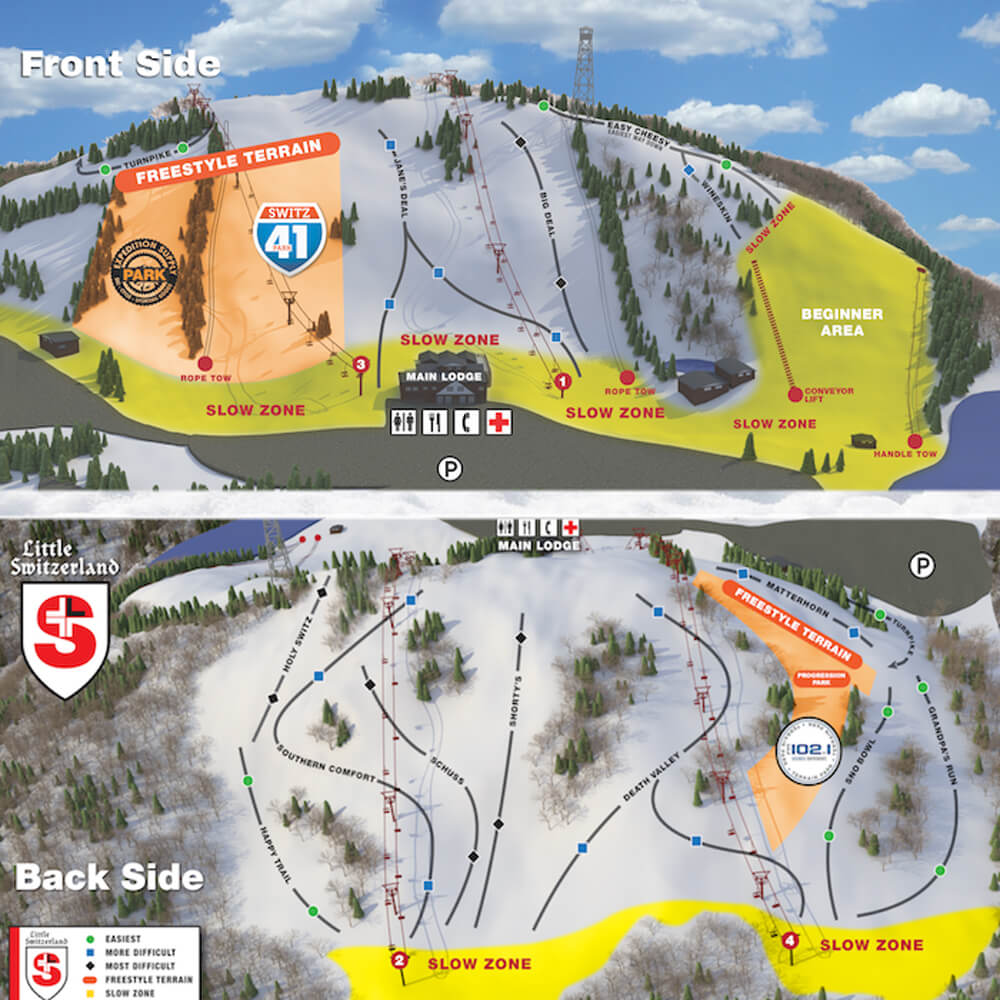 Front Side
TURNPIKE
FREESTYLE TERRAIN
EXPEDITION SUPPLY
PARK
SWITZ
41
PARK
JANE'S DEAL
BIG DEAL
EASY CHEESY
EASIEST WAY DOWN
WINESKIN
SLOW ZONE
BEGINNER
AREA
SLOW ZONE
3
MAIN LODGE
1
ROPE TOW
ROPE TOW
CONVEYOR
LIFT
SLOW ZONE
SLOW ZONE
SLOW ZONE
HANDLE TOW
P
MAIN LODGE
P
Little
Switzerland
S
HOLY SWITZ
SOUTHERN COMFORT
SCHUSS
SHORTY'S
DEATH VALLEY
MATTERHORN
TURNPIKE
FREESTYLE TERRAIN
PROGRESSION
PARK
102.1
SNO BOWL
GRANDPA'S RUN
HAPPY TRAIL
Back Side
2
SLOW ZONE
4
SLOW ZONE
Little
Switzerland
S
EASIEST
MORE DIFFICULT
MOST DIFFICULT
FREESTYLE TERRAIN
SLOW ZONE